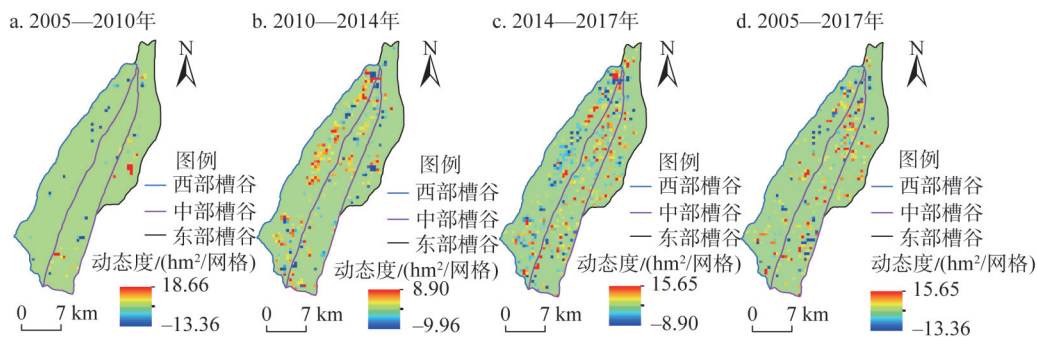 a. 2005—2010年
N
图例
西部槽谷
中部槽谷
东部槽谷
动态度/(hm²/网格)
18.66
–13.36
0 7 km
b. 2010—2014年
N
图例
西部槽谷
中部槽谷
东部槽谷
动态度/(hm²/网格)
8.90
–9.96
0 7 km
c. 2014—2017年
N
图例
西部槽谷
中部槽谷
东部槽谷
动态度/(hm²/网格)
15.65
–8.90
0 7 km
d. 2005—2017年
N
图例
西部槽谷
中部槽谷
东部槽谷
动态度/(hm²/网格)
15.65
–13.36
0 7 km